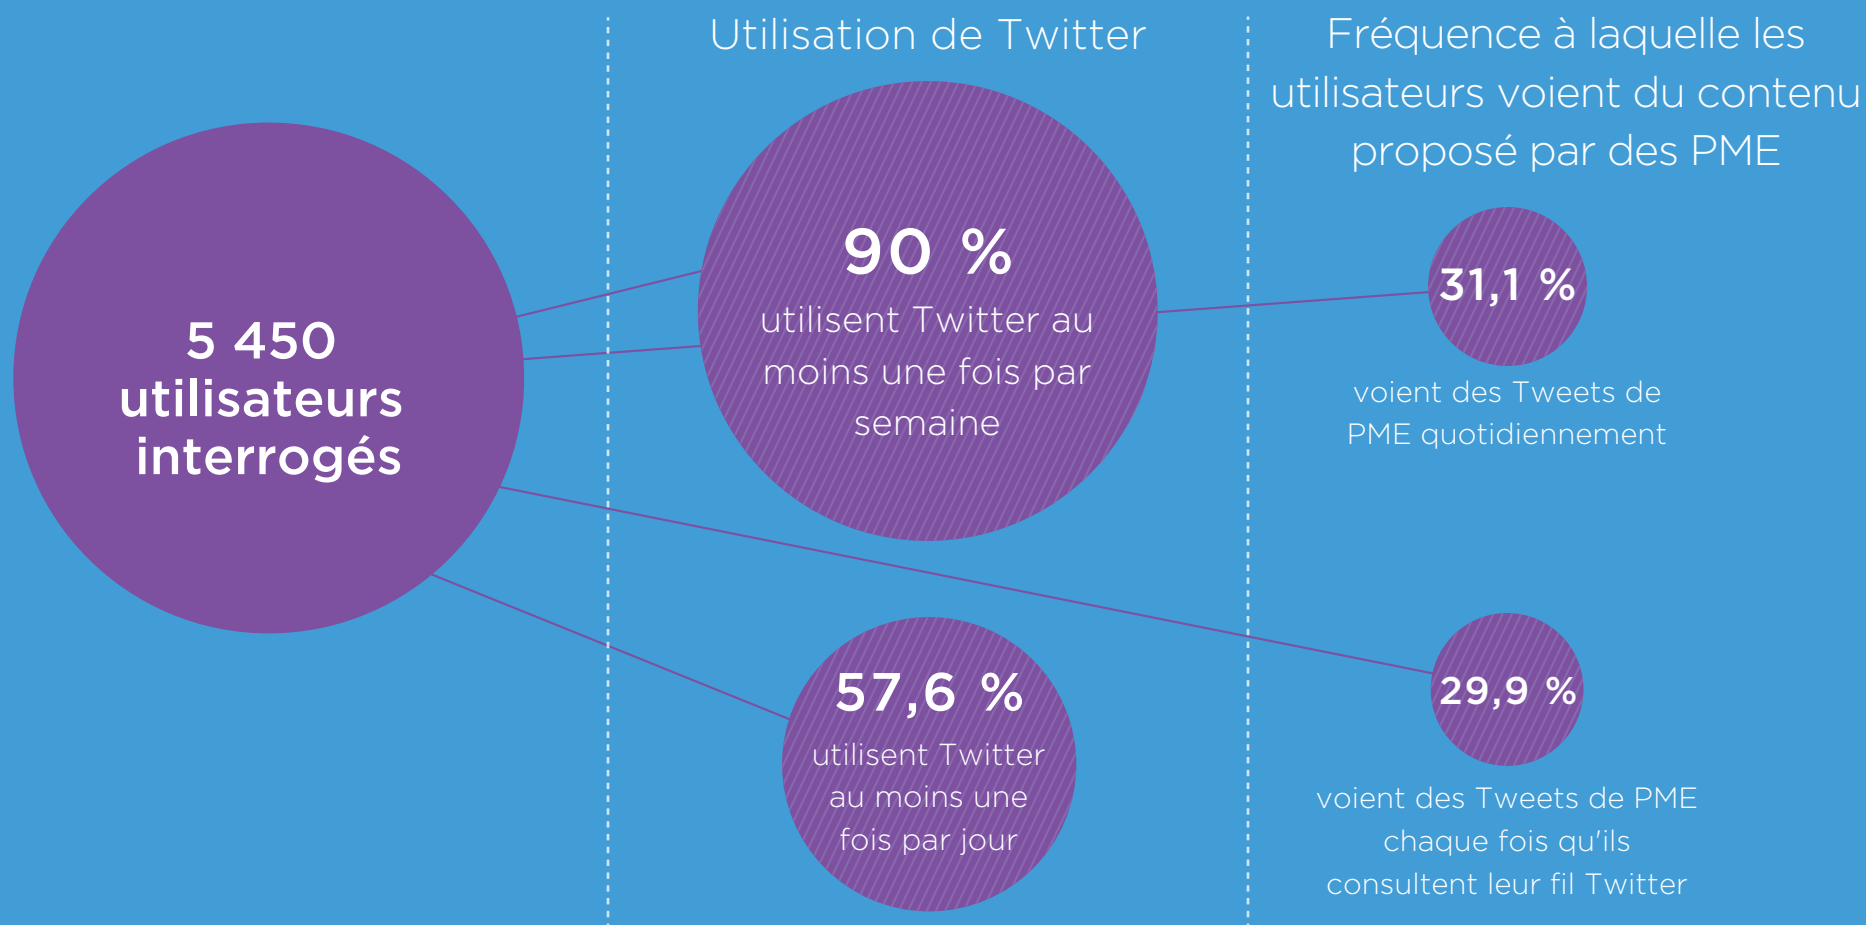 Utilisation de Twitter
Fréquence à laquelle les
utilisateurs voient du contenu
proposé par des PME
5 450
utilisateurs
interrogés
90 %
utilisent Twitter au
moins une fois par
semaine
31,1 %
voient des Tweets de
PME quotidiennement
57,6 %
utilisent Twitter
au moins une
fois par jour
29,9 %
voient des Tweets de PME
chaque fois qu'ils
consultent leur fil Twitter